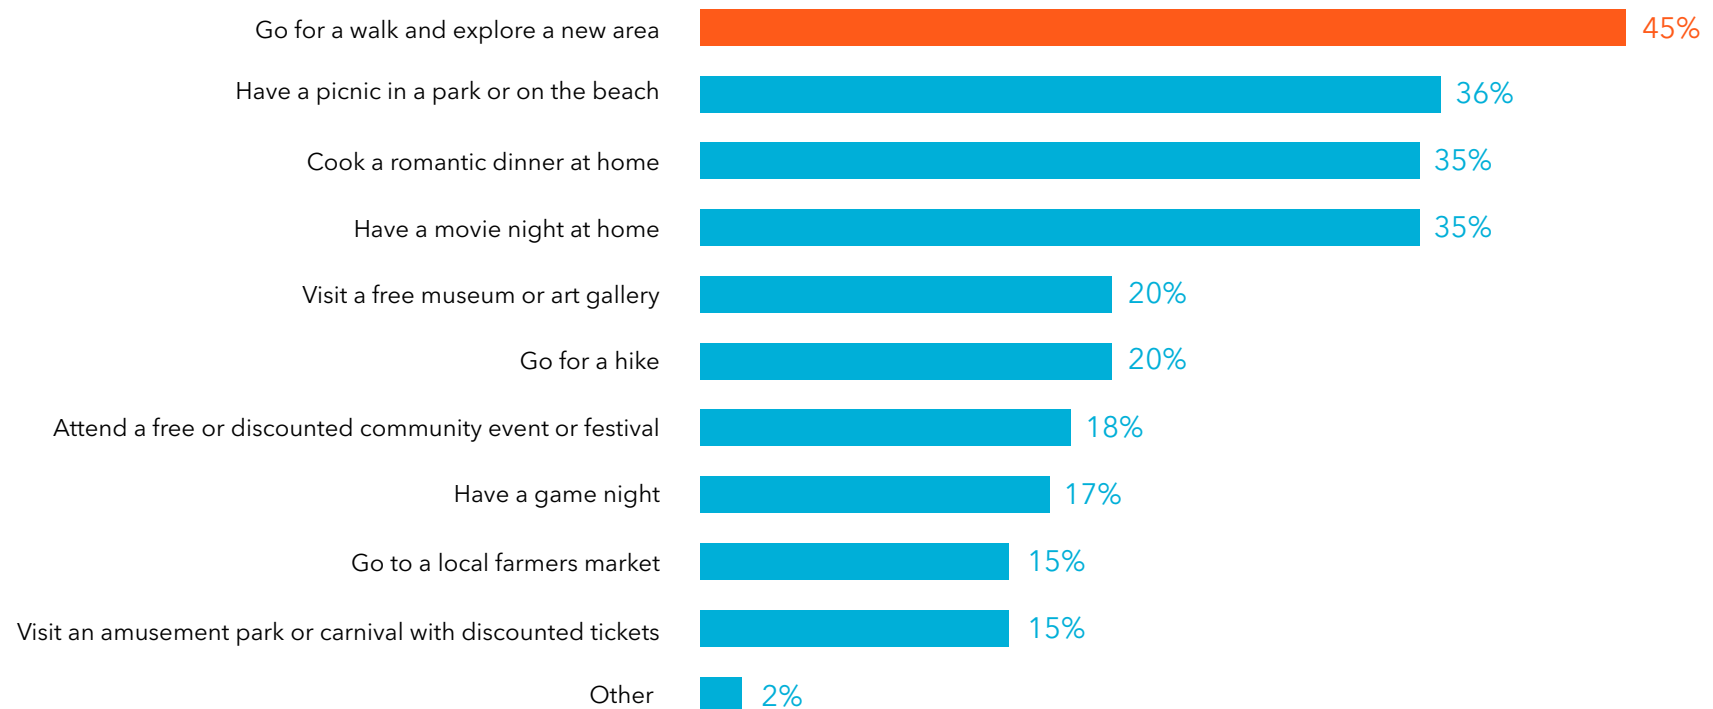 Go for a walk and explore a new area 45%
Have a picnic in a park or on the beach 36%
Cook a romantic dinner at home 35%
Have a movie night at home 35%
Visit a free museum or art gallery 20%
Go for a hike 20%
Attend a free or discounted community event or festival 18%
Have a game night 17%
Go to a local farmers market 15%
Visit an amusement park or carnival with discounted tickets 15%
Other 2%